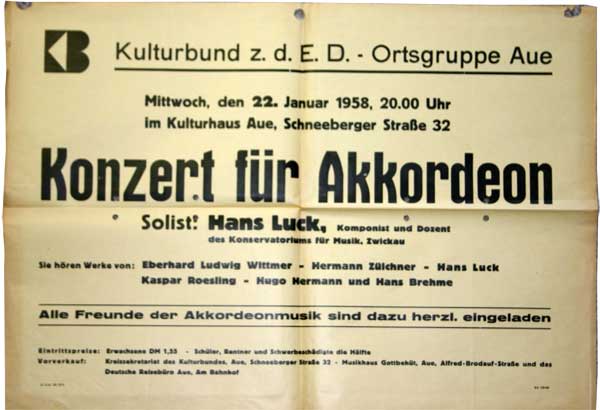 KB
Kulturbund z. d. E. D. - Ortsgruppe Aue
Mittwoch, den 22. Januar 1958, 20.00 Uhr
im Kulturhaus Aue, Schneeberger Straße 32
Konzert für Akkordeon
Solist: Hans Luck, Komponist und Dozent
des Konservatoriums für Musik, Zwickau
Sie hören Werke von: Eberhard Ludwig Wittmer - Hermann Zülchner - Hans Luck
Kaspar Roesling - Hugo Hermann und Hans Brehme
Alle Freunde der Akkordeonmusik sind dazu herzl. eingeladen
Eintrittspreise: Erwachsene DM 1,55 - Schüler, Rentner und Schwerbeschädigte die Hälfte
Vorverkauf: Kreissekretariat des Kulturbundes, Aue, Schneeberger Straße 32 - Musikhaus Gottbehüt, Aue, Alfred-Brodauf-Straße und das
Deutsche Reisebüro Aue, Am Bahnhof